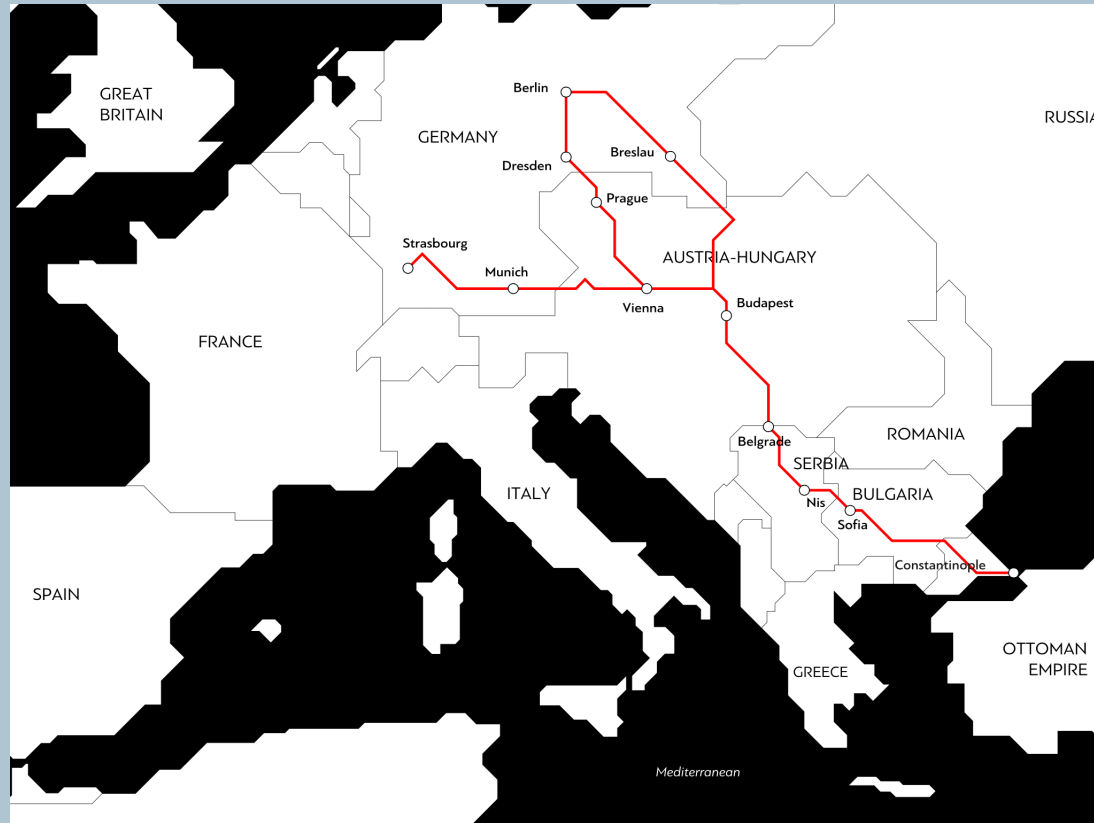 Berlin
GREAT
BRITAIN
RUSSIA
GERMANY
Breslau
Dresden
Prague
Strasbourg
AUSTRIA-HUNGARY
Munich
Budapest
Vienna
FRANCE
ROMANIA
Belgrade
SERBIA
ITALY
BULGARIA
Nis
Sofia
Constantinople
SPAIN
OTTOMAN
EMPIRE
GREECE
Mediterranean